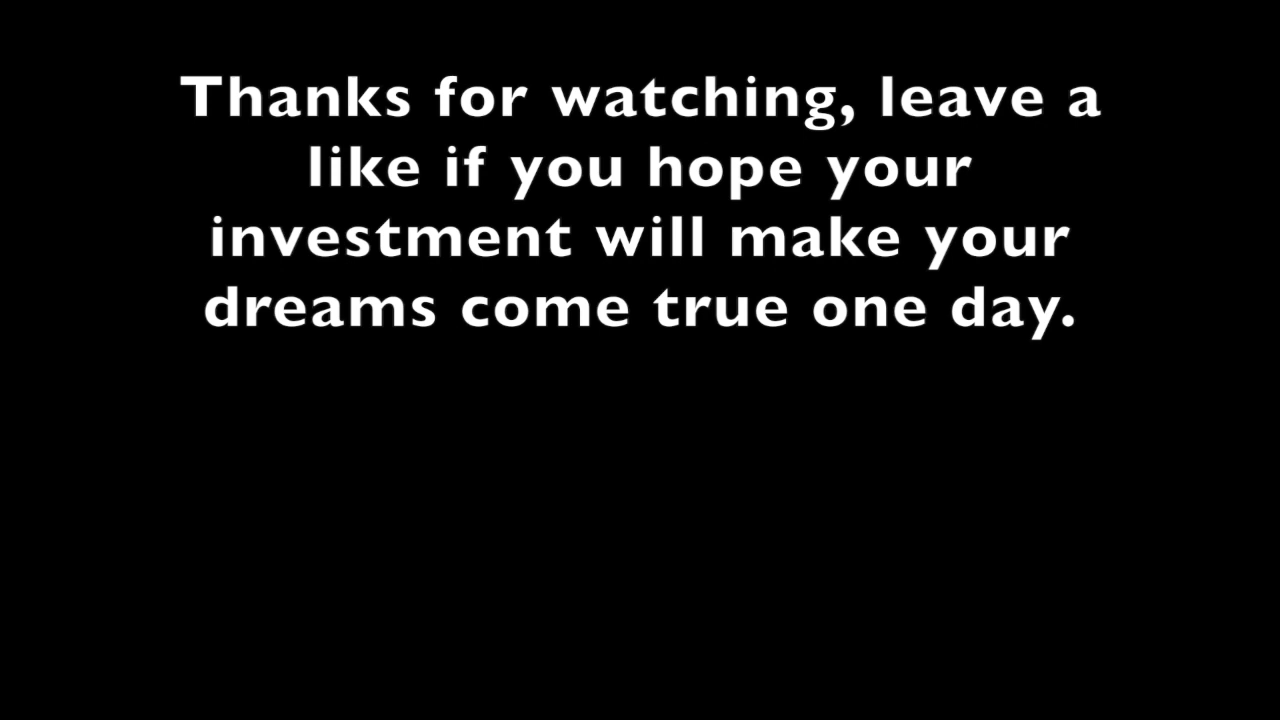 Thanks for watching, leave a
like if you hope your
investment will make your
dreams come true one day.